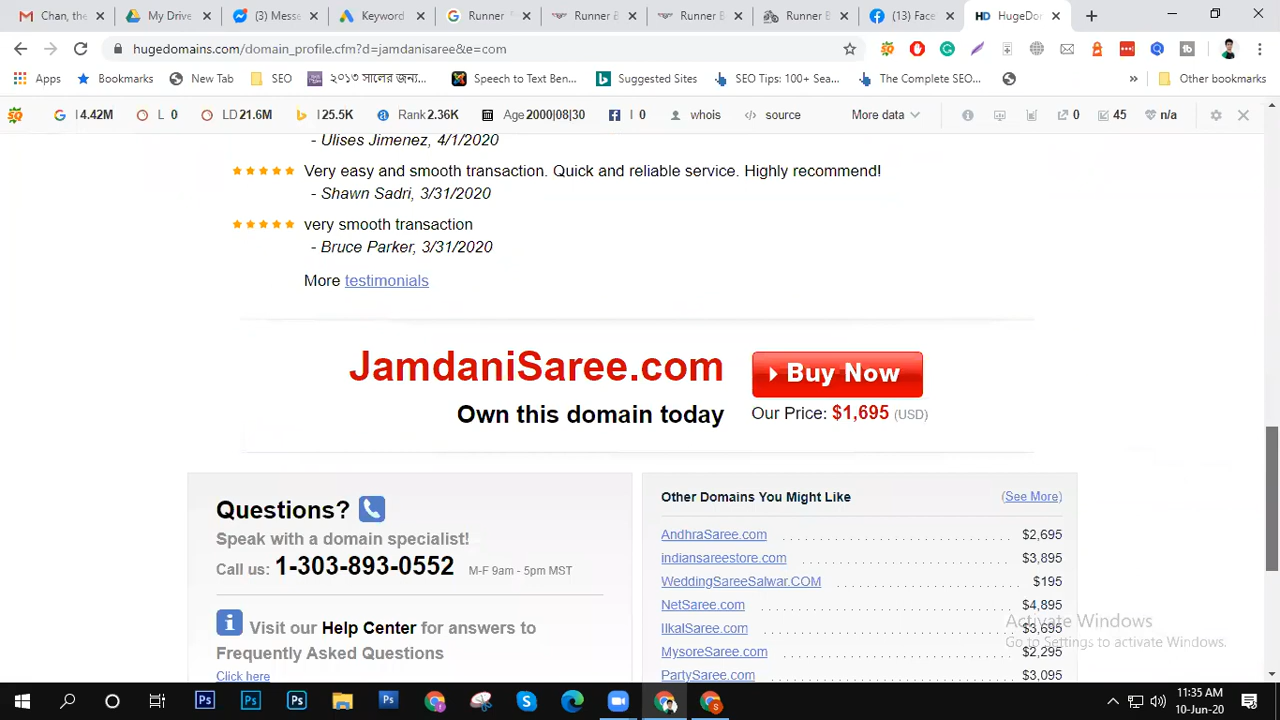 Chan, the
My Drive
(3) Messe
Keyword
Runner
Runner B
Runner B
Runner B
(13) Face
HugeDor
hugedomains.com/domain_profile.cfm?d=jamdanisaree&e=com
Apps
Bookmarks
New Tab
SEO
২০১৩ সালের জন্য...
Speech to Text Ben...
Suggested Sites
SEO Tips: 100+ Sea...
The Complete SEO...
Other bookmarks
I 4.42M
L 0
LD 21.6M
I 25.5K
Rank 2.36K
Age 2000|08|30
I 0
whois
source
More data
0
45
n/a
- Ulises Jimenez, 4/1/2020
Very easy and smooth transaction. Quick and reliable service. Highly recommend!
- Shawn Sadri, 3/31/2020
very smooth transaction
- Bruce Parker, 3/31/2020
More testimonials
JamdaniSaree.com
Buy Now
Own this domain today
Our Price: $1,695 (USD)
Questions?
Speak with a domain specialist!
Call us: 1-303-893-0552 M-F 9am - 5pm MST
Visit our Help Center for answers to
Frequently Asked Questions
Click here
Other Domains You Might Like (See More)
AndhraSaree.com $2,695
indiansareestore.com $3,895
WeddingSareeSalwar.COM $195
NetSaree.com $4,895
IlkalSaree.com $3,695
MysoreSaree.com $2,295
PartySaree.com $3,095
Activate Windows
Go to Settings to activate Windows.
11:35 AM
10-Jun-20